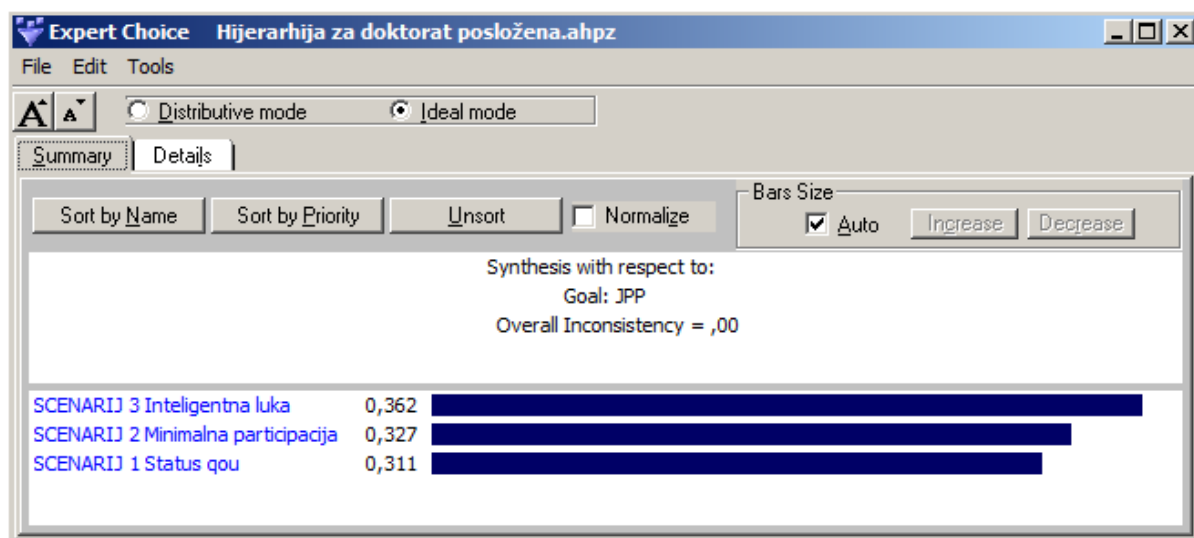 Expert Choice Hijerarhija za doktorat posložena.ahpz
File Edit Tools
A A Distributive mode Ideal mode
Summary Details
Bars Size
Sort by Name Sort by Priority Unsort Normalize Auto Increase Decrease
Synthesis with respect to:
Goal: JPP
Overall Inconsistency = ,00
SCENARIJ 3 Inteligentna luka 0,362
SCENARIJ 2 Minimalna participacija 0,327
SCENARIJ 1 Status qou 0,311